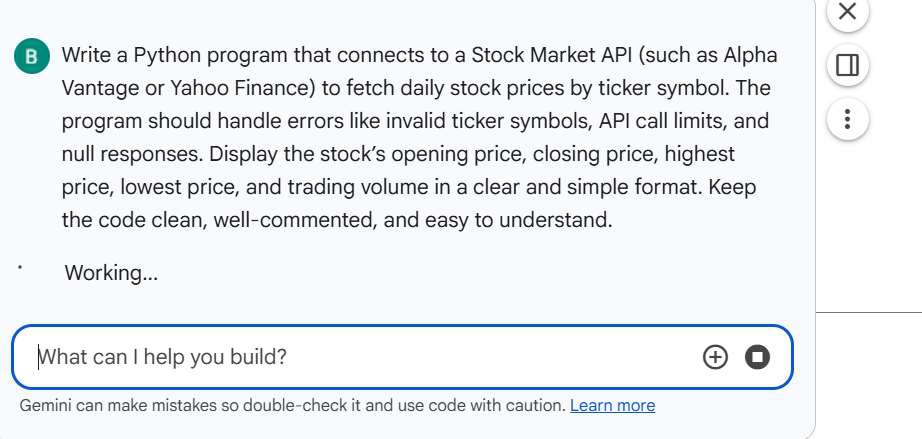 B
Write a Python program that connects to a Stock Market API (such as Alpha
Vantage or Yahoo Finance) to fetch daily stock prices by ticker symbol. The
program should handle errors like invalid ticker symbols, API call limits, and
null responses. Display the stock’s opening price, closing price, highest
price, lowest price, and trading volume in a clear and simple format. Keep
the code clean, well-commented, and easy to understand.
Working...
What can I help you build?
Gemini can make mistakes so double-check it and use code with caution. Learn more